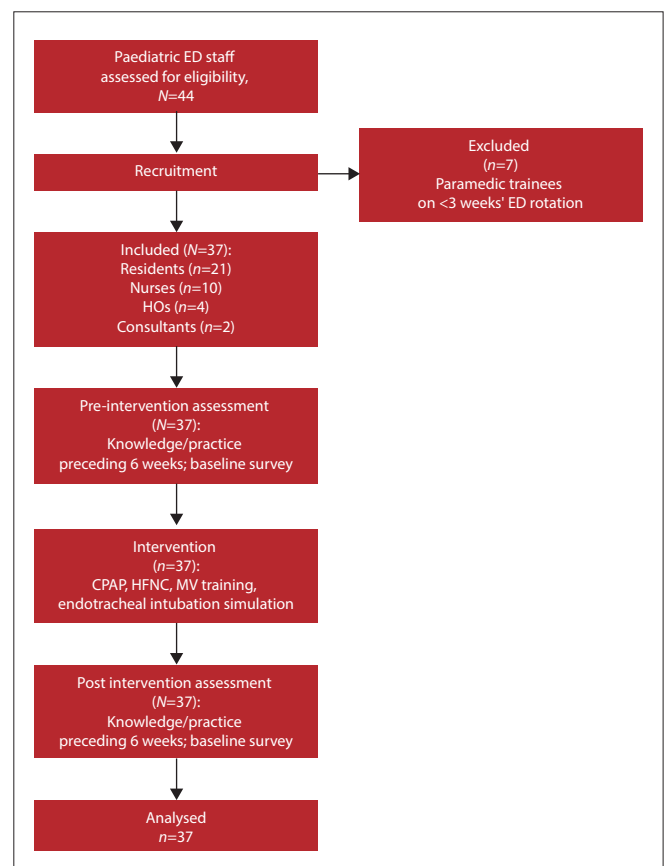 Paediatric ED staff
assessed for eligibility,
N=44
Recruitment
Excluded
(n=7)
Paramedic trainees
on <3 weeks' ED rotation
Included (N=37):
Residents (n=21)
Nurses (n=10)
HOs (n=4)
Consultants (n=2)
Pre-intervention assessment
(N=37):
Knowledge/practice
preceding 6 weeks; baseline survey
Intervention
(n=37):
CPAP, HFNC, MV training,
endotracheal intubation simulation
Post intervention assessment
(N=37):
Knowledge/practice
preceding 6 weeks; baseline survey
Analysed
n=37